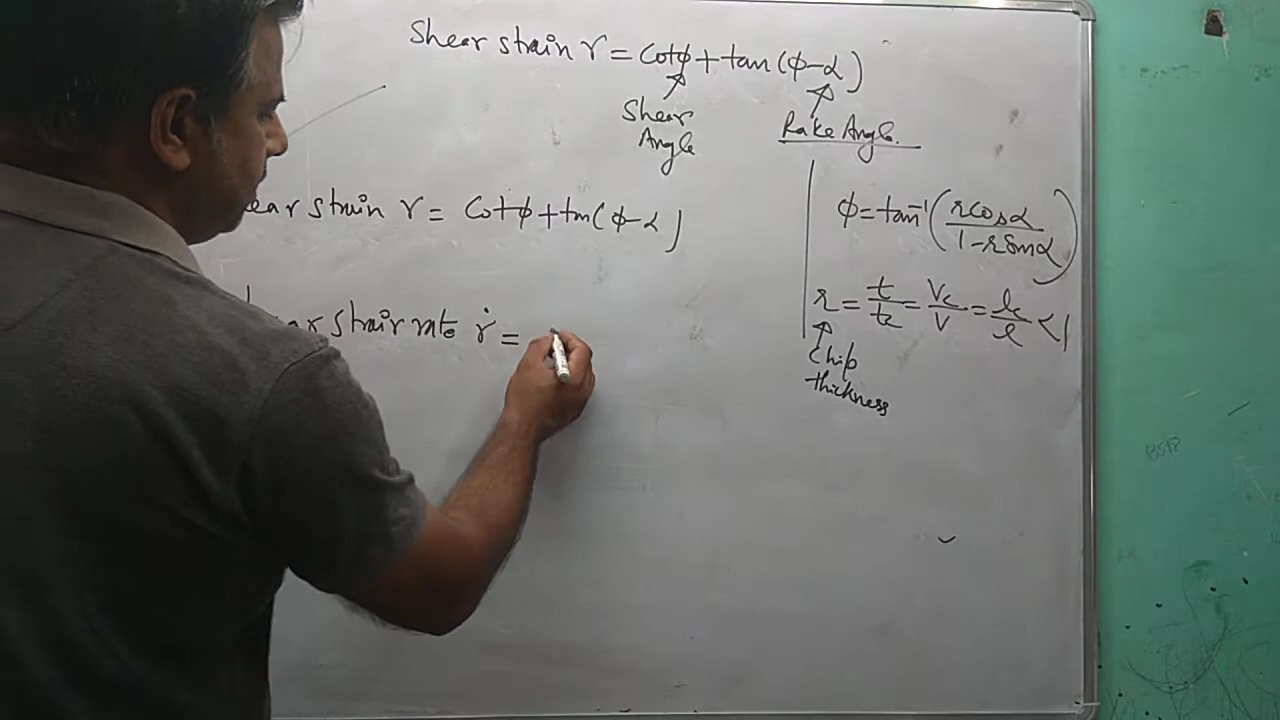 Shear strain γ = Cotφ + tan (φ-α)
Shear
Angle
Rake Angle.
ear strain γ = Cotφ + tan (φ-α)
φ = tan⁻¹ (rcosα / 1-rsinα)
ar strain rate γ̇ =
r = t/tc = Vc/V = lc/l < 1
chip
thickness